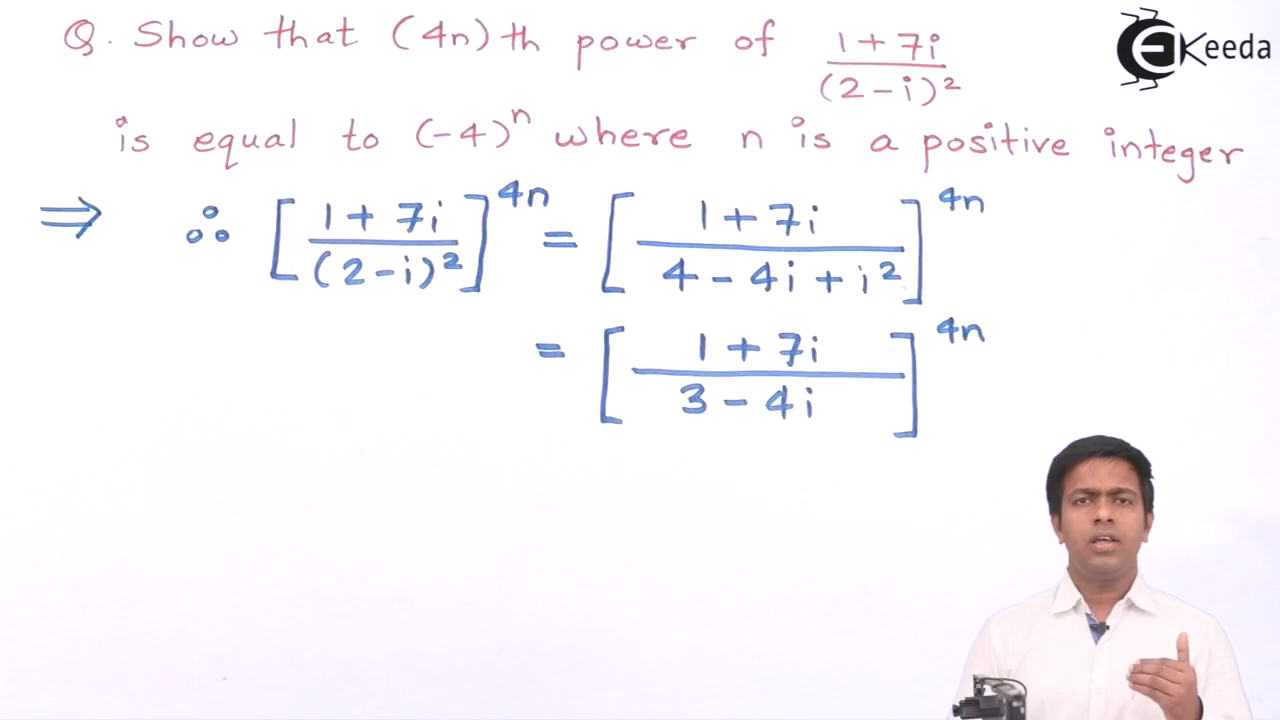 Q. Show that (4n)th power of (1+7i)/(2-i)²
EKeeda
is equal to (-4)ⁿ where n is a positive integer
⇒ ∴ [(1+7i)/(2-i)²]⁴ⁿ = [(1+7i)/(4-4i+i²)]⁴ⁿ
= [(1+7i)/(3-4i)]⁴ⁿ